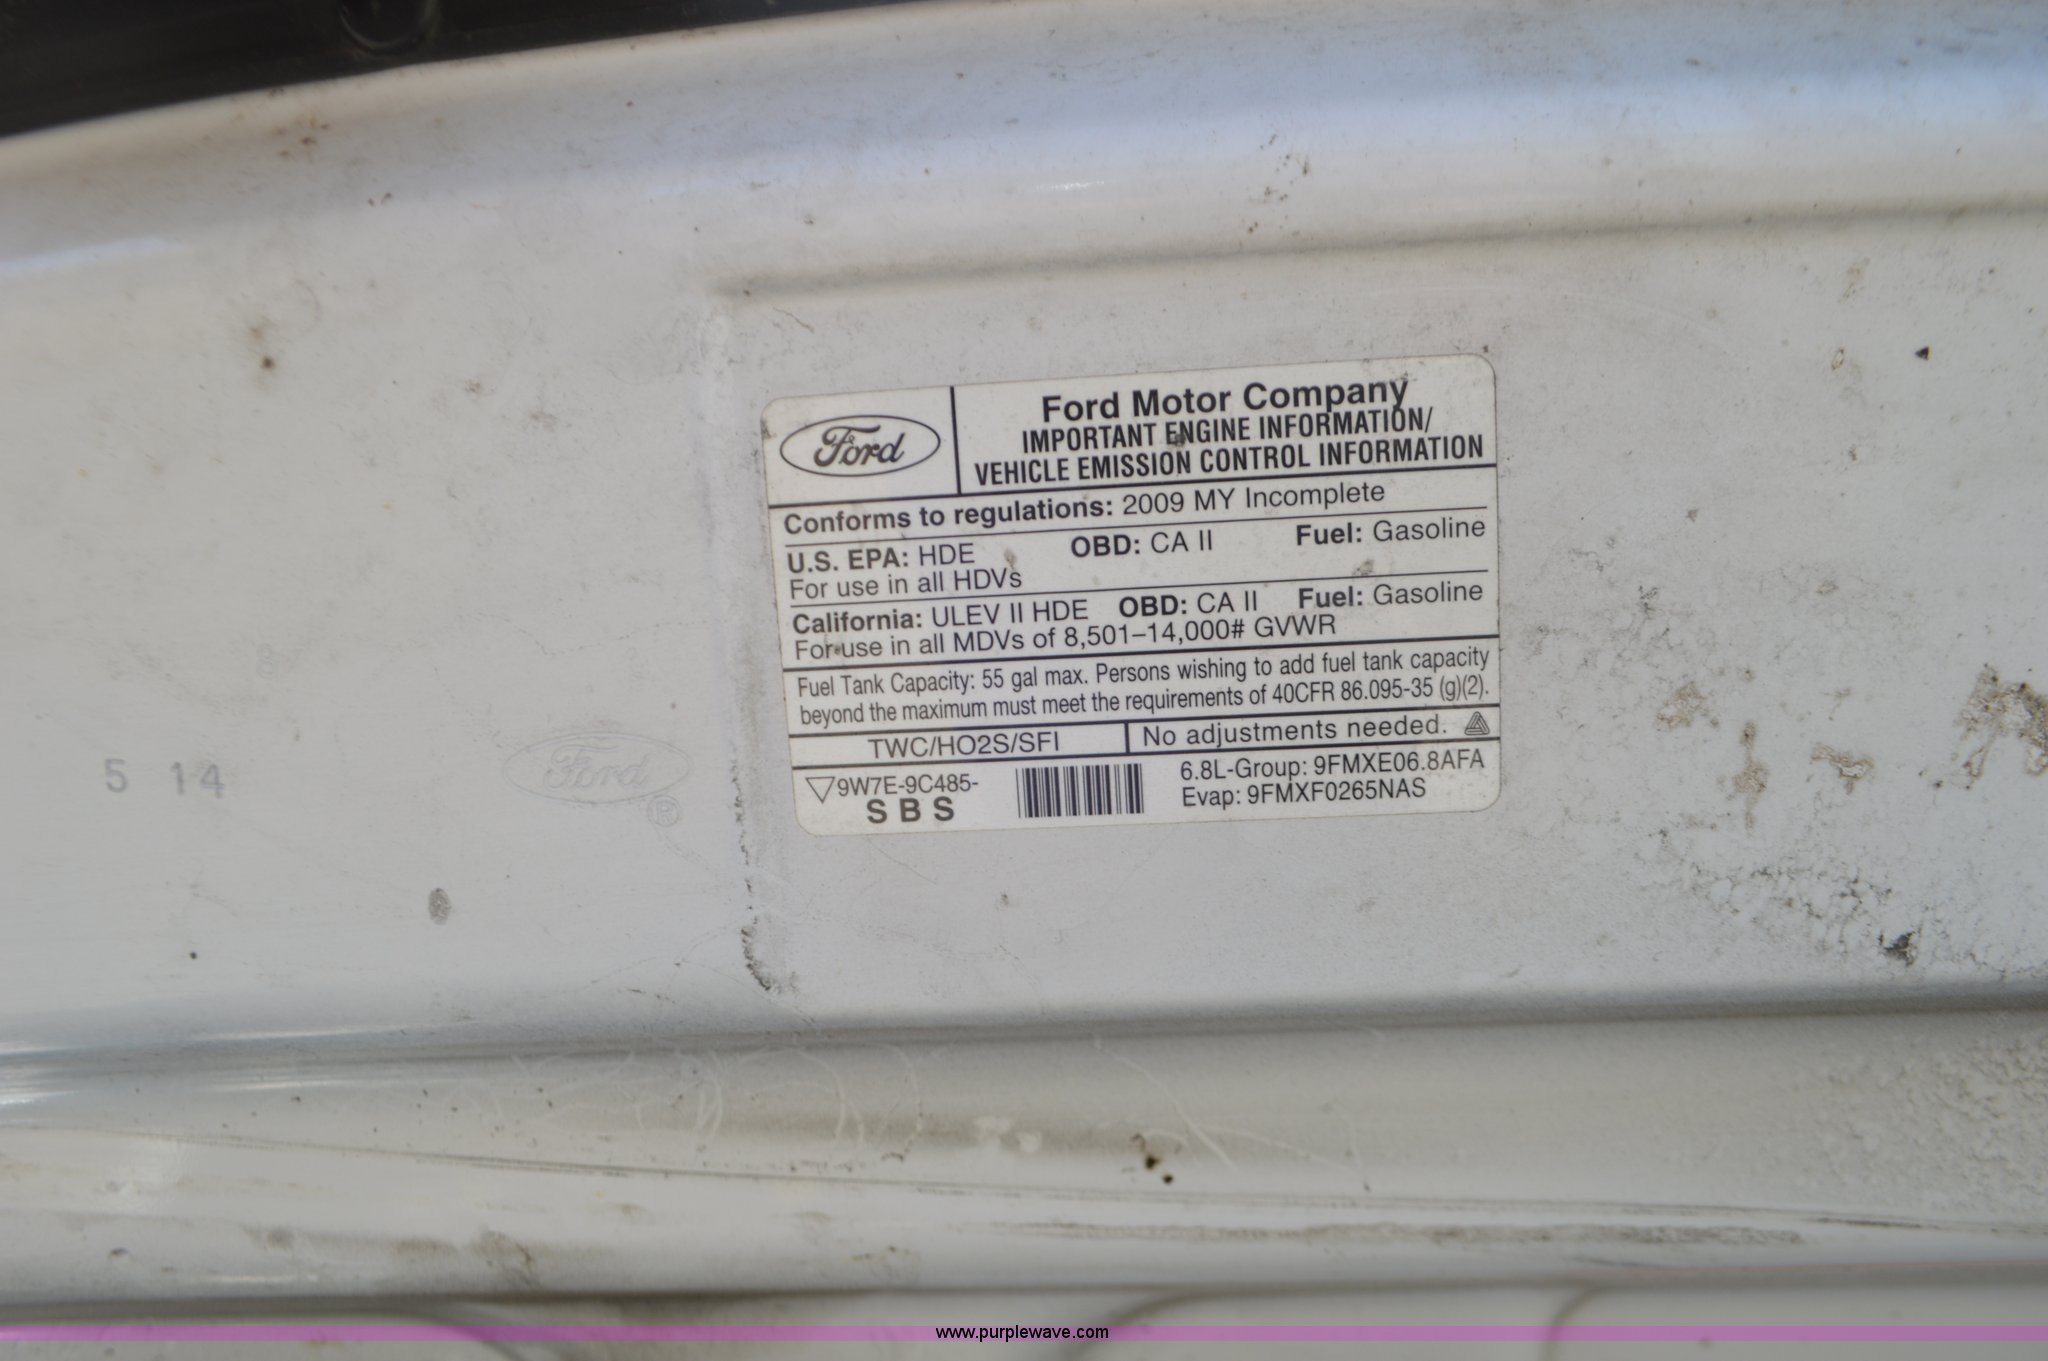 Ford
Ford Motor Company
IMPORTANT ENGINE INFORMATION/
VEHICLE EMISSION CONTROL INFORMATION
Conforms to regulations: 2009 MY Incomplete
U.S. EPA: HDE OBD: CA II Fuel: Gasoline
For use in all HDVs
California: ULEV II HDE OBD: CA II Fuel: Gasoline
For use in all MDVs of 8,501–14,000# GVWR
Fuel Tank Capacity: 55 gal max. Persons wishing to add fuel tank capacity
beyond the maximum must meet the requirements of 40CFR 86.095-35 (g)(2).
TWC/HO2S/SFI No adjustments needed.
9W7E-9C485-
S B S
6.8L-Group: 9FMXE06.8AFA
Evap: 9FMXF0265NAS
5 14
Ford ®
www.purplewave.com